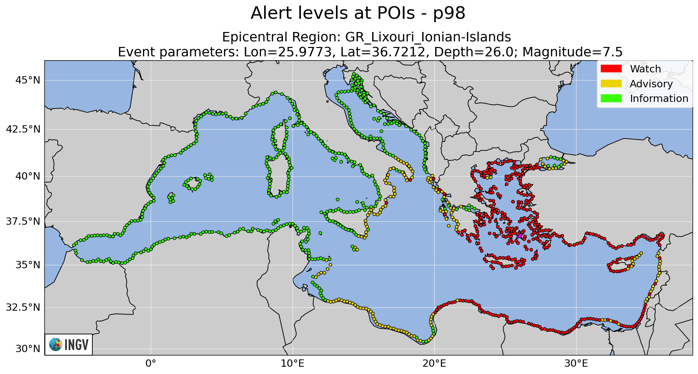 Alert levels at POIs - p98
Epicentral Region: GR_Lixouri_Ionian-Islands
Event parameters: Lon=25.9773, Lat=36.7212, Depth=26.0; Magnitude=7.5
Watch
Advisory
Information
45°N
42.5°N
40°N
37.5°N
35°N
32.5°N
30°N
INGV
0°
10°E
20°E
30°E